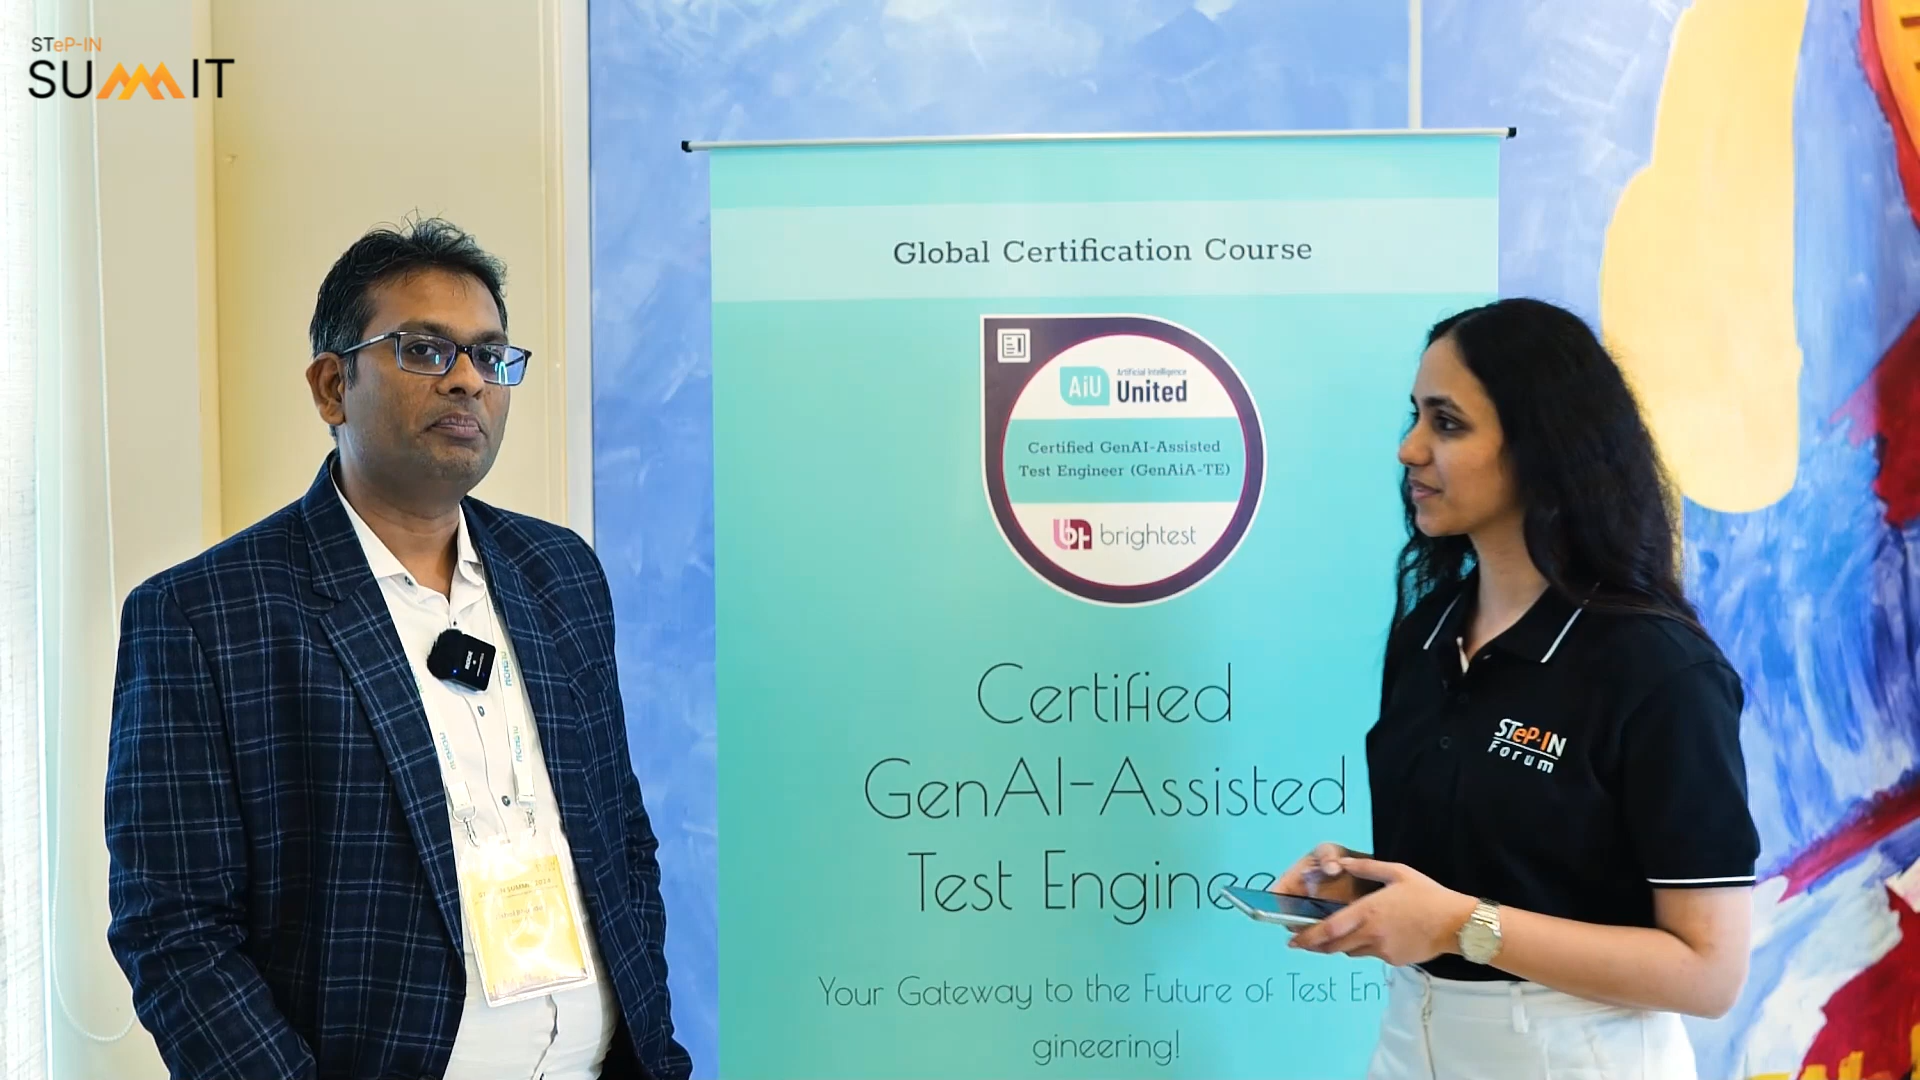 STeP-IN
SUMMIT
Global Certification Course
AiU
Artificial Intelligence
United
Certified GenAI-Assisted
Test Engineer (GenAiA-TE)
brightest
Certified
GenAI-Assisted
Test Enginee
Your Gateway to the Future of Test En-
gineering!
STeP-IN
Forum